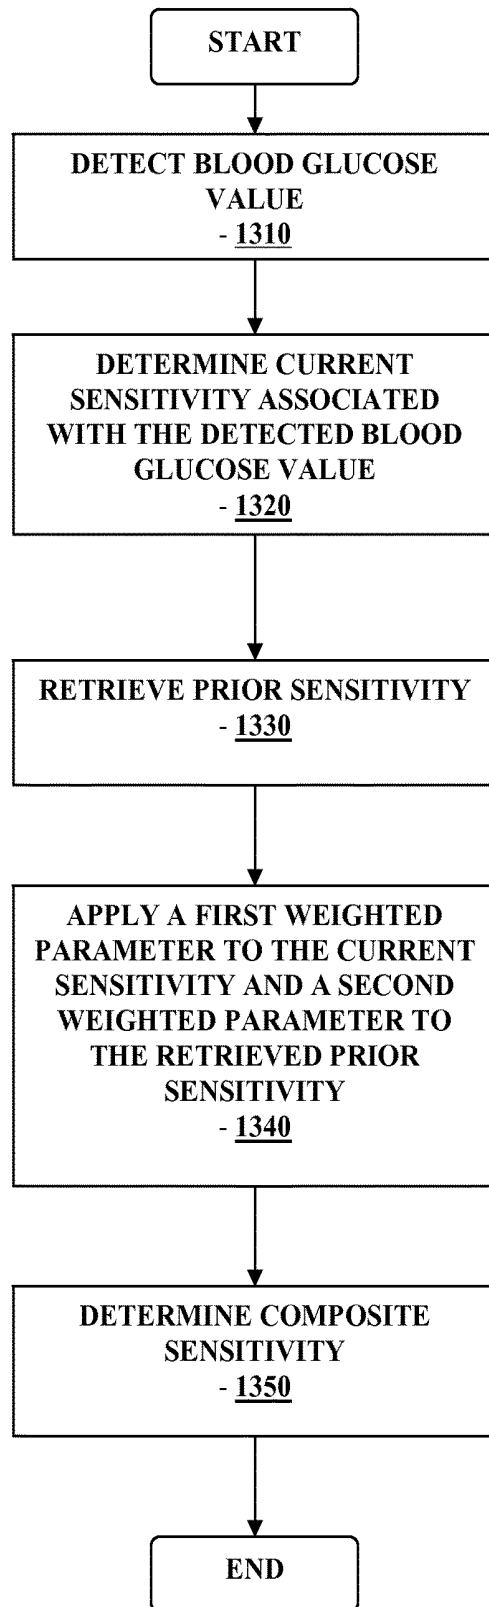 START
DETECT BLOOD GLUCOSE
VALUE
- 1310
DETERMINE CURRENT
SENSITIVITY ASSOCIATED
WITH THE DETECTED BLOOD
GLUCOSE VALUE
- 1320
RETRIEVE PRIOR SENSITIVITY
- 1330
APPLY A FIRST WEIGHTED
PARAMETER TO THE CURRENT
SENSITIVITY AND A SECOND
WEIGHTED PARAMETER TO
THE RETRIEVED PRIOR
SENSITIVITY
- 1340
DETERMINE COMPOSITE
SENSITIVITY
- 1350
END